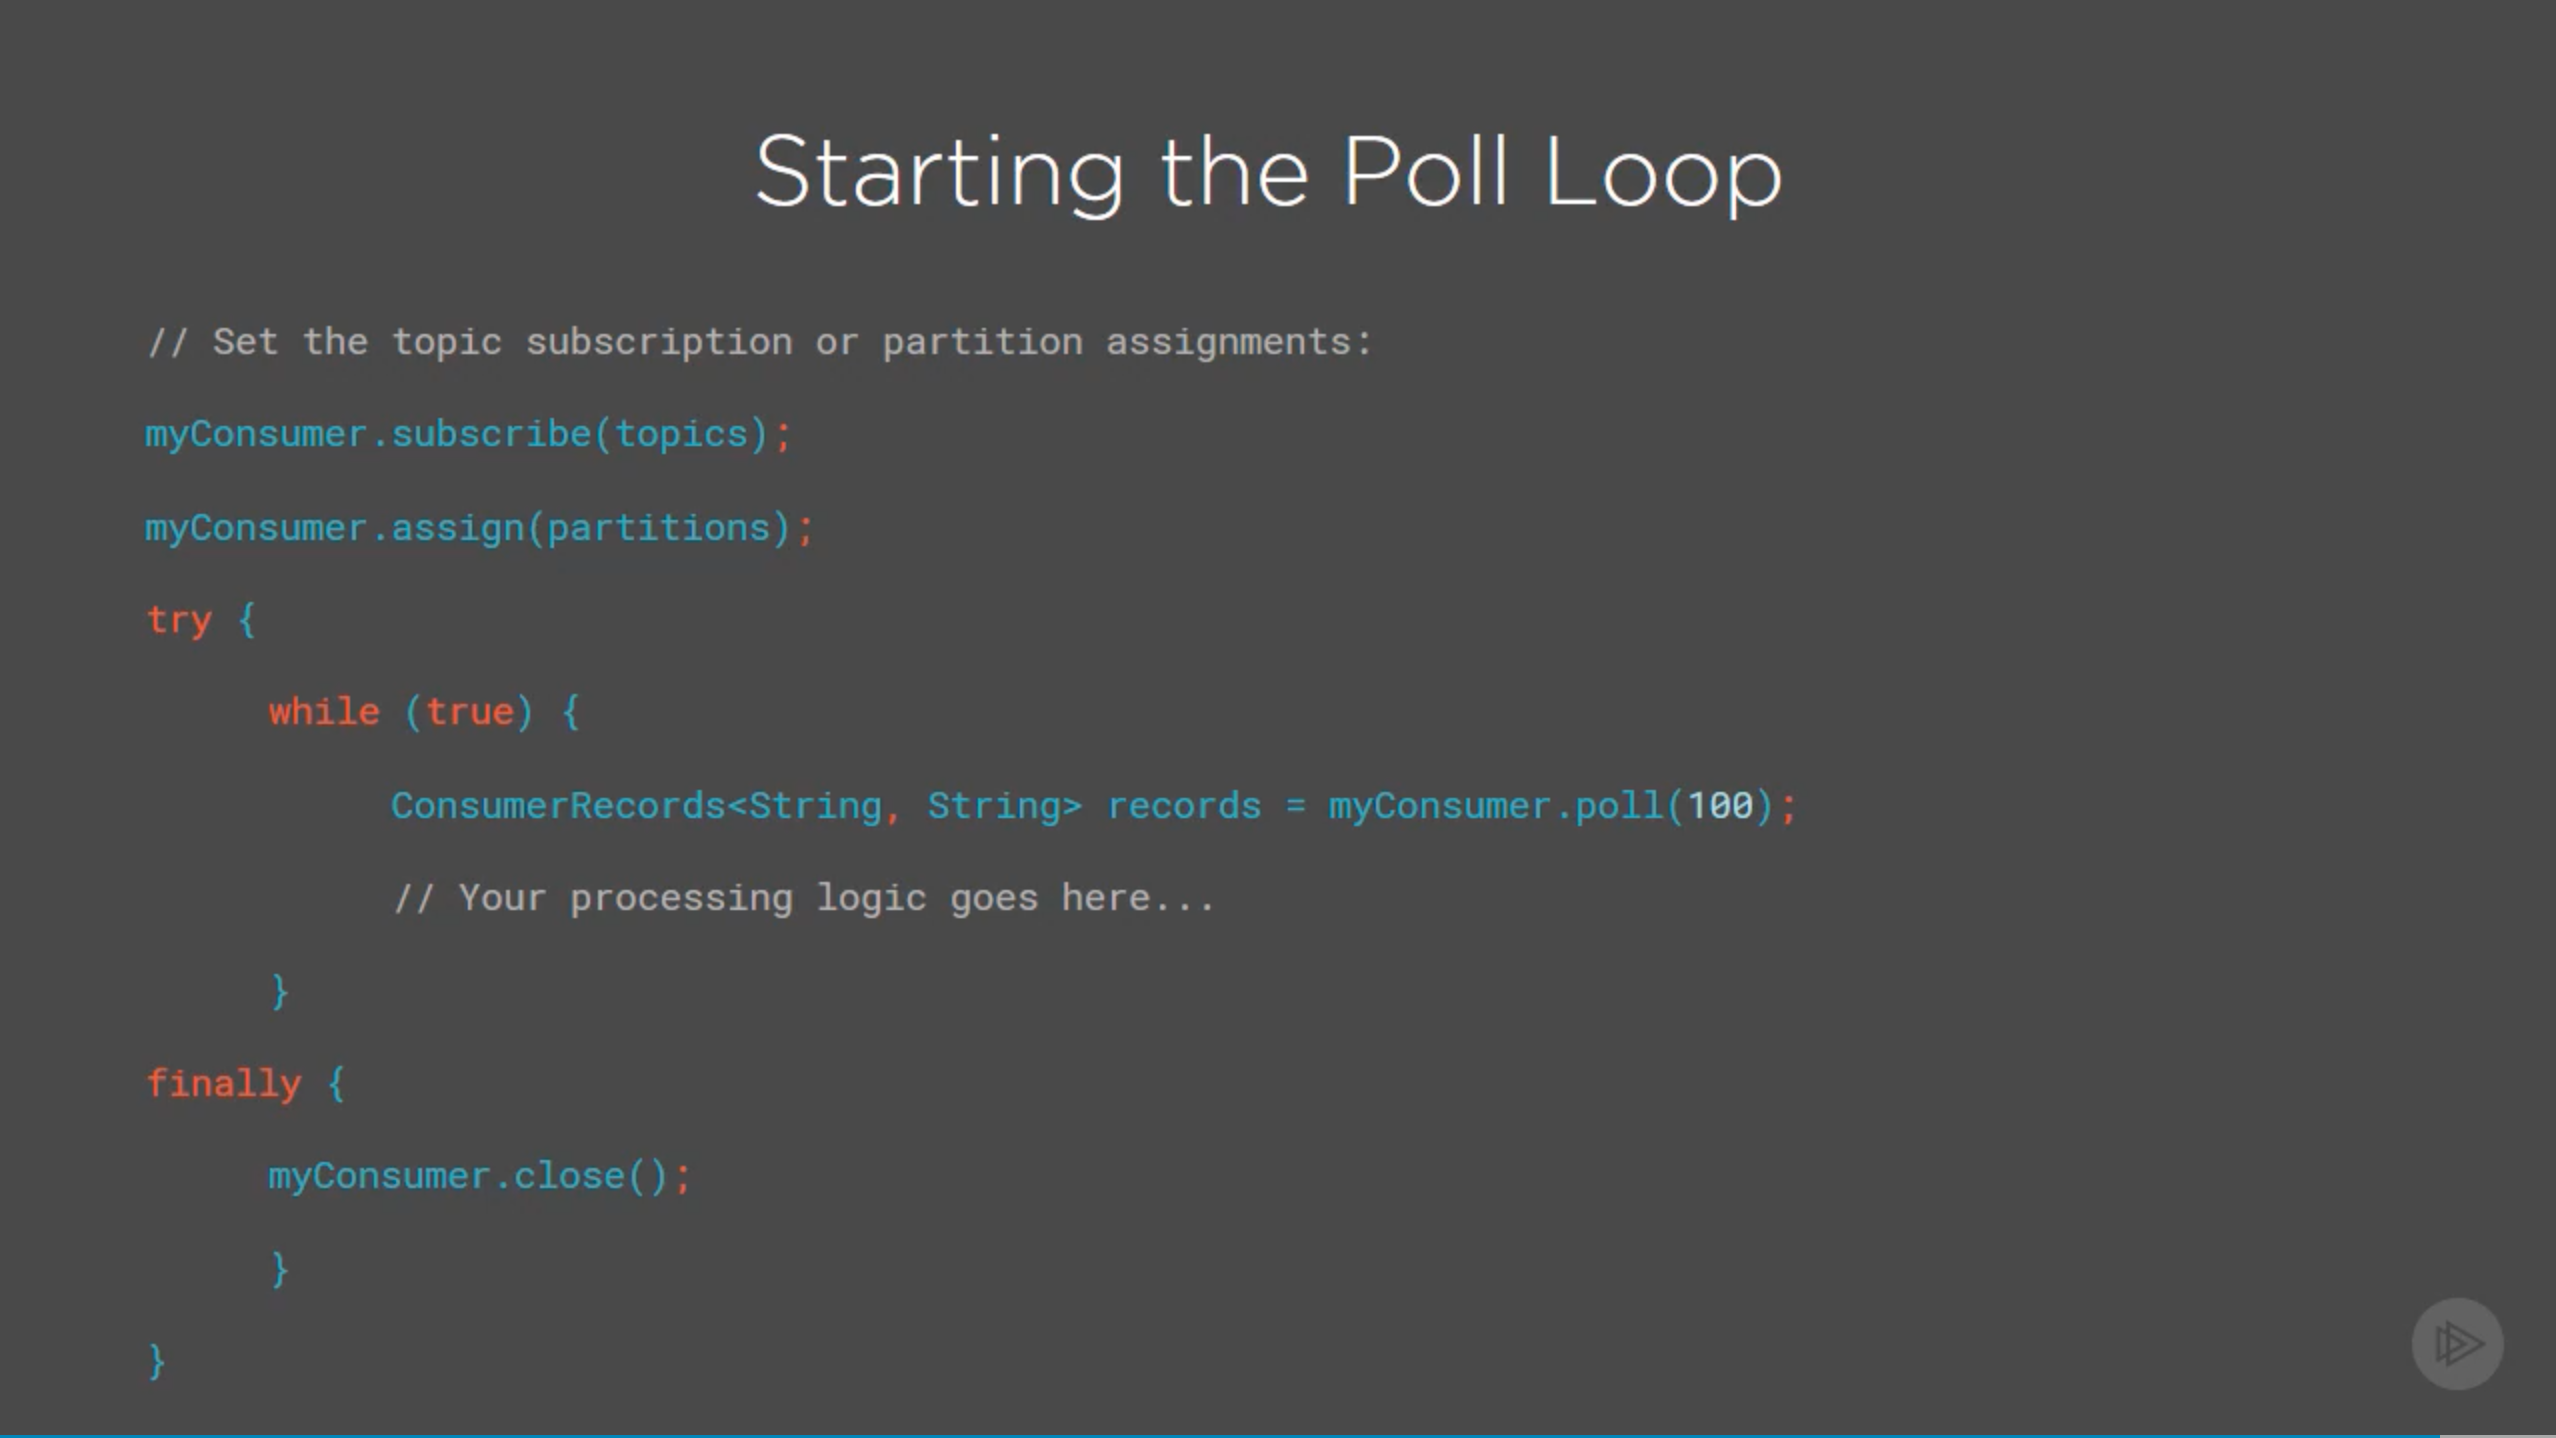 Starting the Poll Loop
// Set the topic subscription or partition assignments:
myConsumer.subscribe(topics);
myConsumer.assign(partitions);
try {
while (true) {
ConsumerRecords<String, String> records = myConsumer.poll(100);
// Your processing logic goes here...
}
finally {
myConsumer.close();
}
}